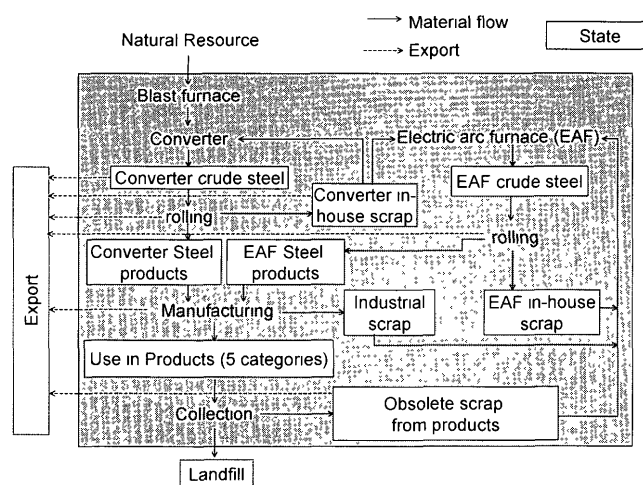 Material flow
Export
State
Natural Resource
Blast furnace
Converter
Electric arc furnace (EAF)
Converter crude steel
EAF crude steel
Converter in-
house scrap
rolling
rolling
Converter Steel
products
EAF Steel
products
Export
Manufacturing
Industrial
scrap
EAF in-house
scrap
Use in Products (5 categories)
Collection
Obsolete scrap
from products
Landfill